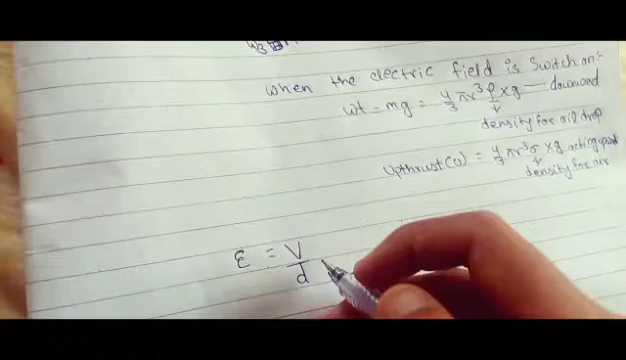 when the electric field is switch on:-
wt = mg = 4/3 πr³ρ × g — downward
density for oil drop
upthrust(U) = 4/3 πr³σ × g acting upward
density for air
ε = V/d